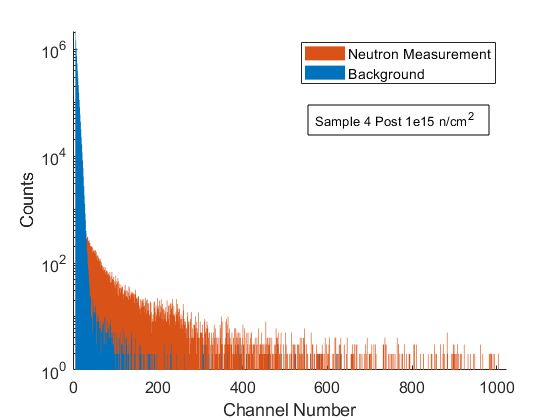 10^6
10^4
10^2
10^0
Counts
Neutron Measurement
Background
Sample 4 Post 1e15 n/cm^2
0
200
400
600
800
1000
Channel Number